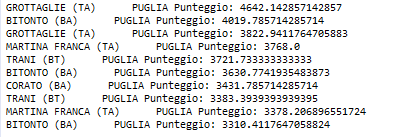 GROTTAGLIE (TA)      PUGLIA Punteggio: 4642.142857142857
BITONTO (BA)      PUGLIA Punteggio: 4019.785714285714
GROTTAGLIE (TA)      PUGLIA Punteggio: 3822.9411764705883
MARTINA FRANCA (TA)      PUGLIA Punteggio: 3768.0
TRANI (BT)      PUGLIA Punteggio: 3721.733333333333
BITONTO (BA)      PUGLIA Punteggio: 3630.7741935483873
CORATO (BA)      PUGLIA Punteggio: 3431.785714285714
TRANI (BT)      PUGLIA Punteggio: 3383.3939393939395
MARTINA FRANCA (TA)      PUGLIA Punteggio: 3378.206896551724
BITONTO (BA)      PUGLIA Punteggio: 3310.4117647058824